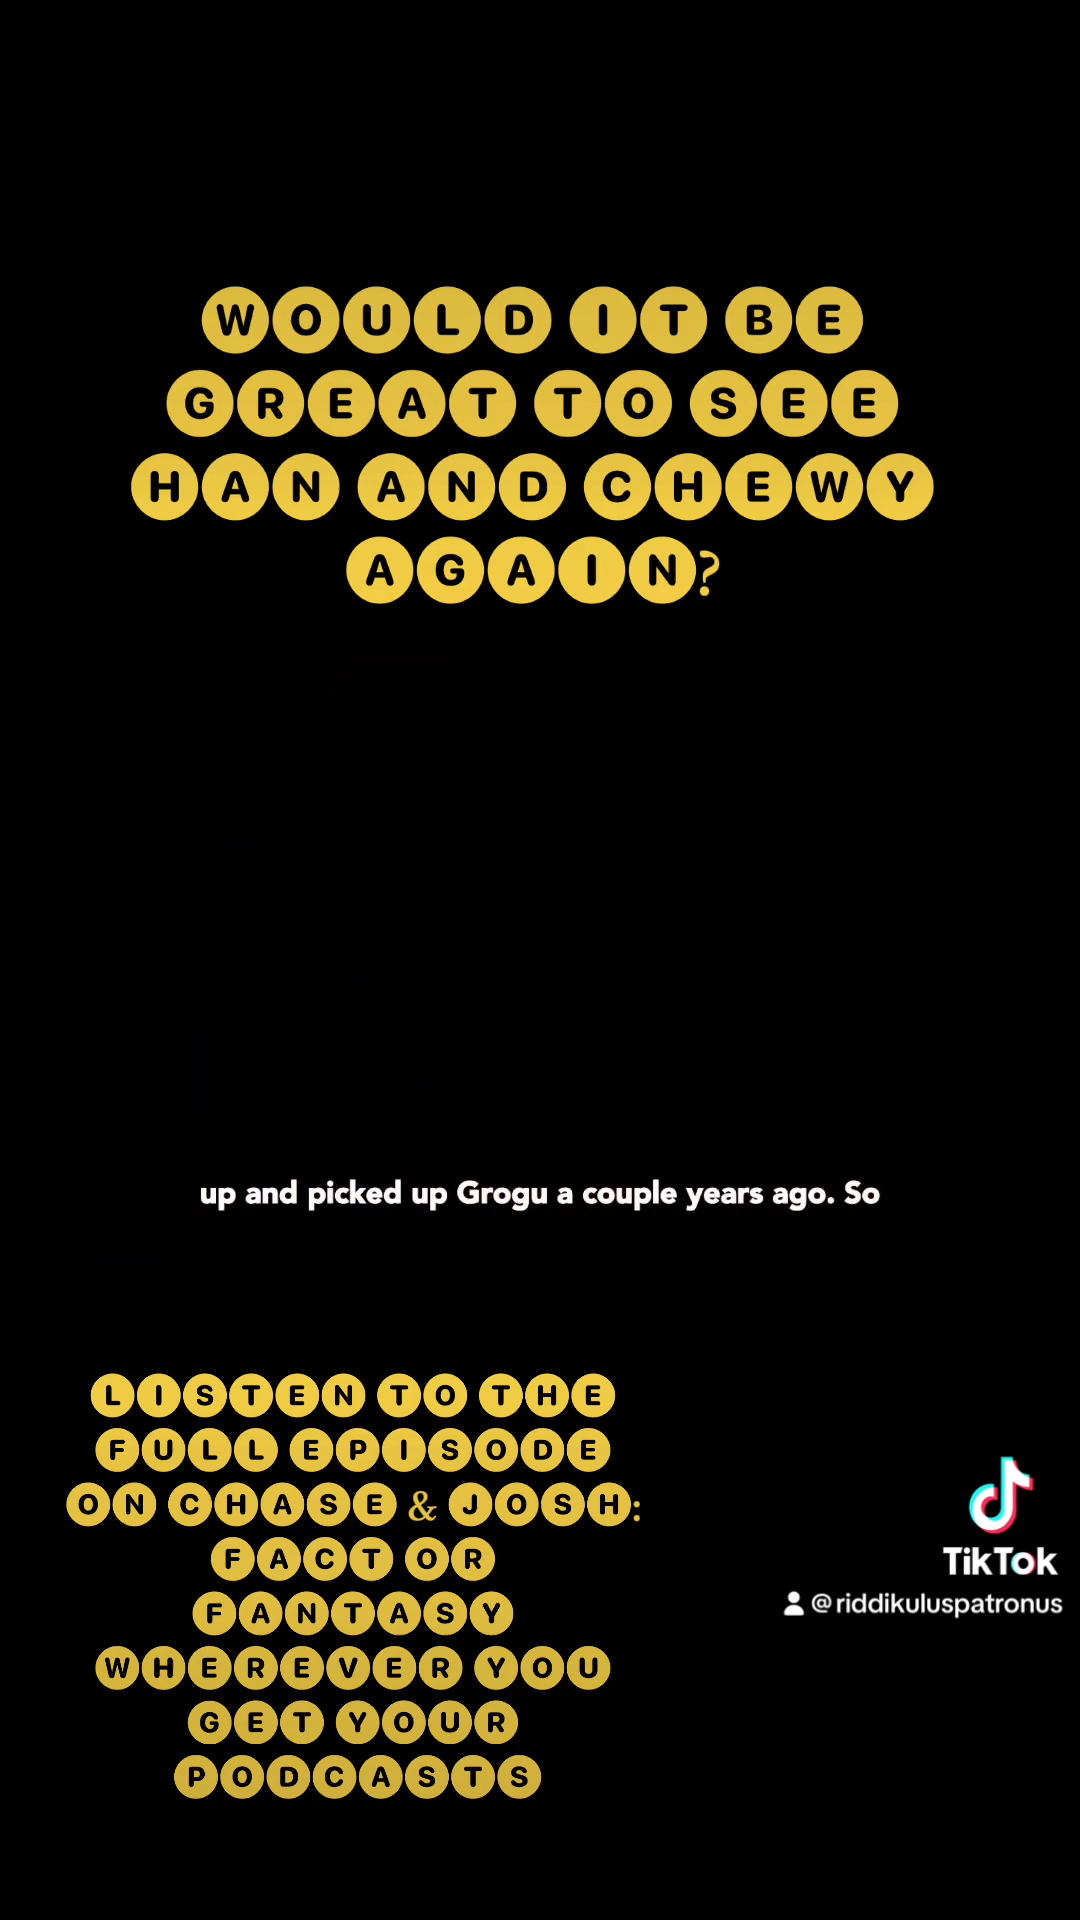 WOULD IT BE
GREAT TO SEE
HAN AND CHEWY
AGAIN?
up and picked up Grogu a couple years ago. So
LISTEN TO THE
FULL EPISODE
ON CHASE & JOSH:
FACT OR
FANTASY
WHEREVER YOU
GET YOUR
PODCASTS
TikTok
@riddikuluspatronus